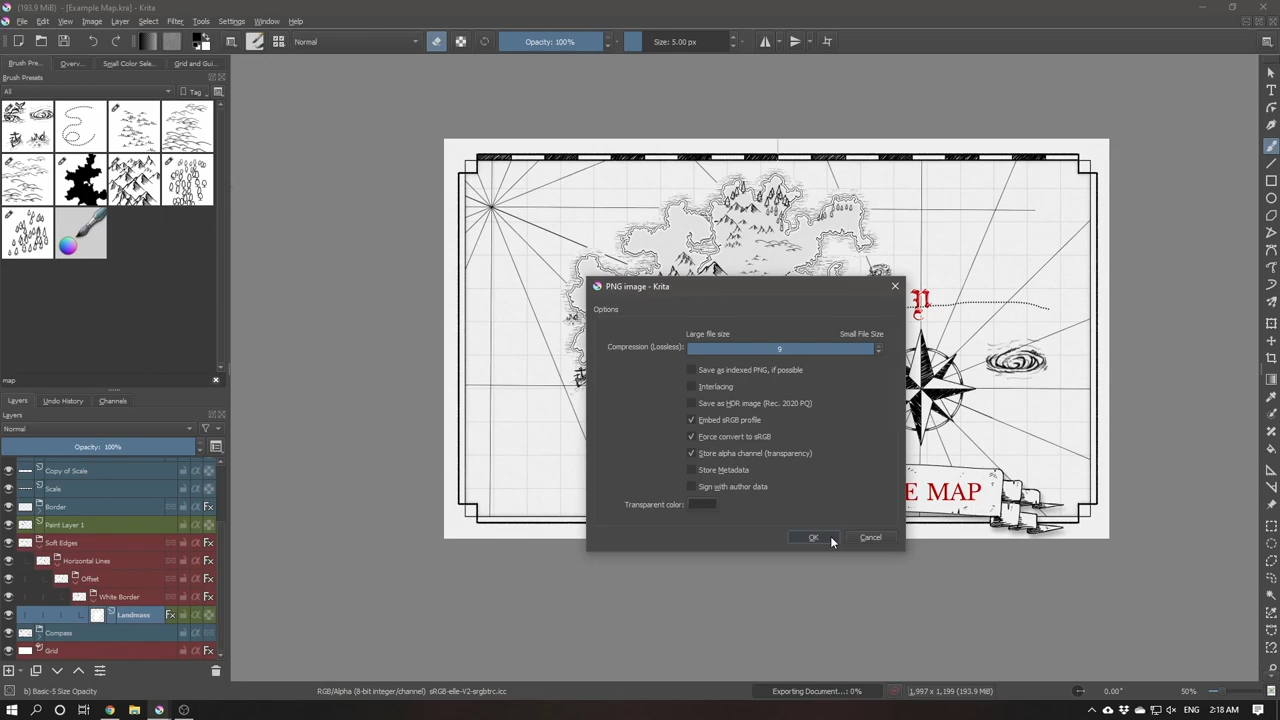 (193.9 MiB) [Example Map.kra] - Krita
File Edit View Image Layer Select Filter Tools Settings Window Help
Normal
Opacity: 100%
Size: 5.00 px
Brush Pre... Overv... Small Color Sele... Grid and Gui...
Brush Presets
All
Tag
map
Layers Undo History Channels
Layers
Normal
Opacity: 100%
Copy of Scale
Scale
Border
Paint Layer 1
Soft Edges
Horizontal Lines
Offset
White Border
Landmass
Compass
Grid
PNG image - Krita
Options
Large file size Small File Size
Compression (Lossless): 9
Save as indexed PNG, if possible
Interlacing
Save as HDR image (Rec. 2020 PQ)
Embed sRGB profile
Force convert to sRGB
Store alpha channel (transparency)
Store Metadata
Sign with author data
Transparent color:
OK Cancel
E MAP
b) Basic-5 Size Opacity
RGB/Alpha (8-bit integer/channel) sRGB-elle-V2-srgbtrc.icc
Exporting Document...: 0%
1,997 x 1,199 (193.9 MiB)
0.00°
50%
ENG 2:18 AM